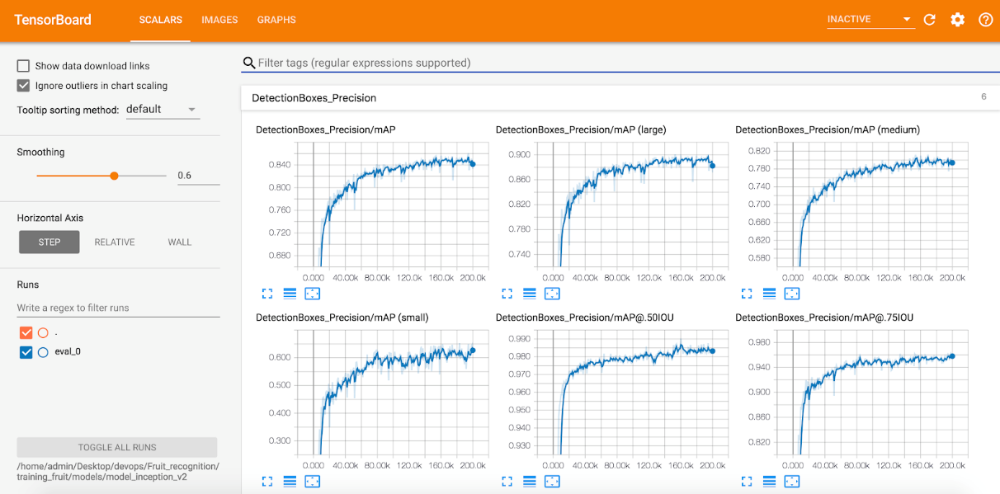 TensorBoard
SCALARS IMAGES GRAPHS
INACTIVE
Show data download links
Ignore outliers in chart scaling
Tooltip sorting method: default
Smoothing
0.6
Horizontal Axis
STEP RELATIVE WALL
Runs
Write a regex to filter runs
.
eval_0
TOGGLE ALL RUNS
/home/admin/Desktop/devops/Fruit_recognition/
training_fruit/models/model_inception_v2
Filter tags (regular expressions supported)
DetectionBoxes_Precision 6
DetectionBoxes_Precision/mAP
0.840
0.800
0.760
0.720
0.680
0.000 40.00k 80.00k 120.0k 160.0k 200.0k
DetectionBoxes_Precision/mAP (large)
0.900
0.860
0.820
0.780
0.740
0.000 40.00k 80.00k 120.0k 160.0k 200.0k
DetectionBoxes_Precision/mAP (medium)
0.820
0.780
0.740
0.700
0.660
0.620
0.580
0.000 40.00k 80.00k 120.0k 160.0k 200.0k
DetectionBoxes_Precision/mAP (small)
0.600
0.500
0.400
0.300
0.000 40.00k 80.00k 120.0k 160.0k 200.0k
DetectionBoxes_Precision/mAP@.50IOU
0.990
0.980
0.970
0.960
0.950
0.940
0.930
0.000 40.00k 80.00k 120.0k 160.0k 200.0k
DetectionBoxes_Precision/mAP@.75IOU
0.980
0.940
0.900
0.860
0.820
0.000 40.00k 80.00k 120.0k 160.0k 200.0k